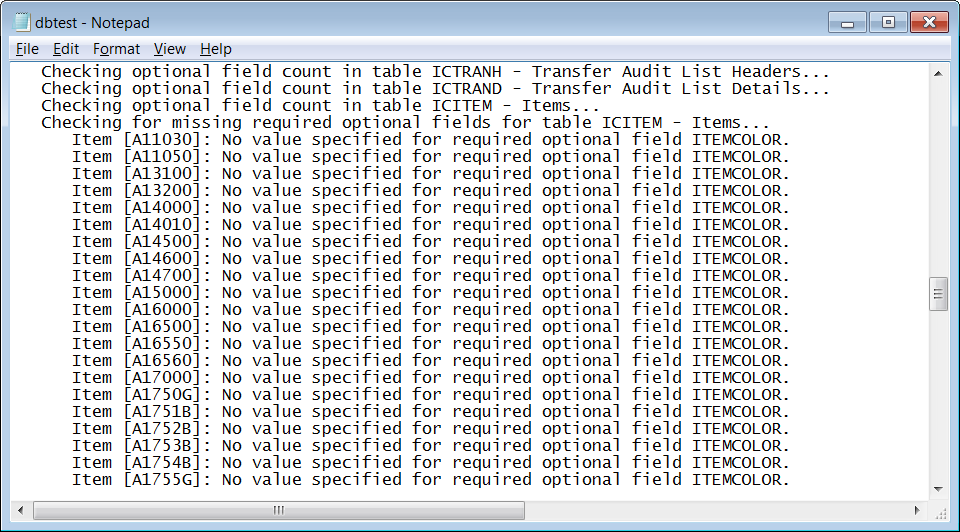 dbtest - Notepad
File Edit Format View Help
Checking optional field count in table ICTRANH - Transfer Audit List Headers...
Checking optional field count in table ICTRAND - Transfer Audit List Details...
Checking optional field count in table ICITEM - Items...
Checking for missing required optional fields for table ICITEM - Items...
Item [A11030]: No value specified for required optional field ITEMCOLOR.
Item [A11050]: No value specified for required optional field ITEMCOLOR.
Item [A13100]: No value specified for required optional field ITEMCOLOR.
Item [A13200]: No value specified for required optional field ITEMCOLOR.
Item [A14000]: No value specified for required optional field ITEMCOLOR.
Item [A14010]: No value specified for required optional field ITEMCOLOR.
Item [A14500]: No value specified for required optional field ITEMCOLOR.
Item [A14600]: No value specified for required optional field ITEMCOLOR.
Item [A14700]: No value specified for required optional field ITEMCOLOR.
Item [A15000]: No value specified for required optional field ITEMCOLOR.
Item [A16000]: No value specified for required optional field ITEMCOLOR.
Item [A16500]: No value specified for required optional field ITEMCOLOR.
Item [A16550]: No value specified for required optional field ITEMCOLOR.
Item [A16560]: No value specified for required optional field ITEMCOLOR.
Item [A17000]: No value specified for required optional field ITEMCOLOR.
Item [A1750G]: No value specified for required optional field ITEMCOLOR.
Item [A1751B]: No value specified for required optional field ITEMCOLOR.
Item [A1752B]: No value specified for required optional field ITEMCOLOR.
Item [A1753B]: No value specified for required optional field ITEMCOLOR.
Item [A1754B]: No value specified for required optional field ITEMCOLOR.
Item [A1755G]: No value specified for required optional field ITEMCOLOR.